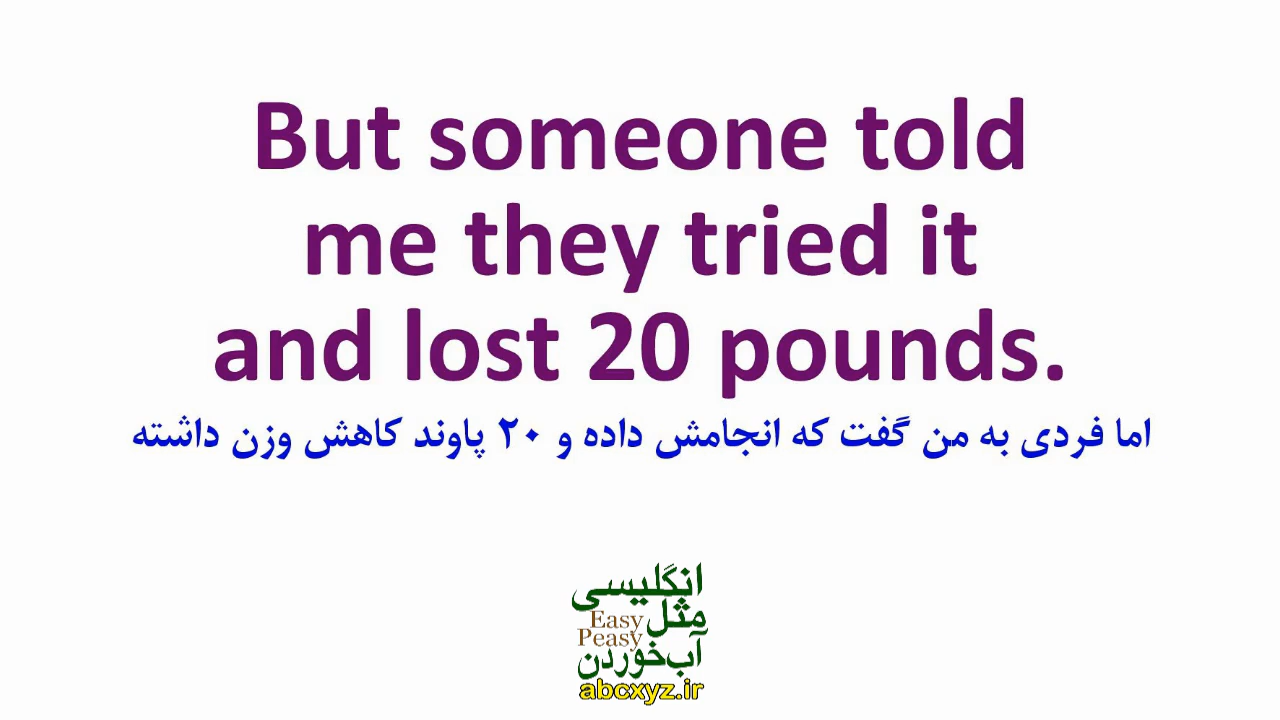 But someone told
me they tried it
and lost 20 pounds.
اما فردی به من گفت که انجامش داده و ۲۰ پاوند کاهش وزن داشته
انگلیسی
مثل
Easy
Peasy
آب‌خوردن
abcxyz.ir